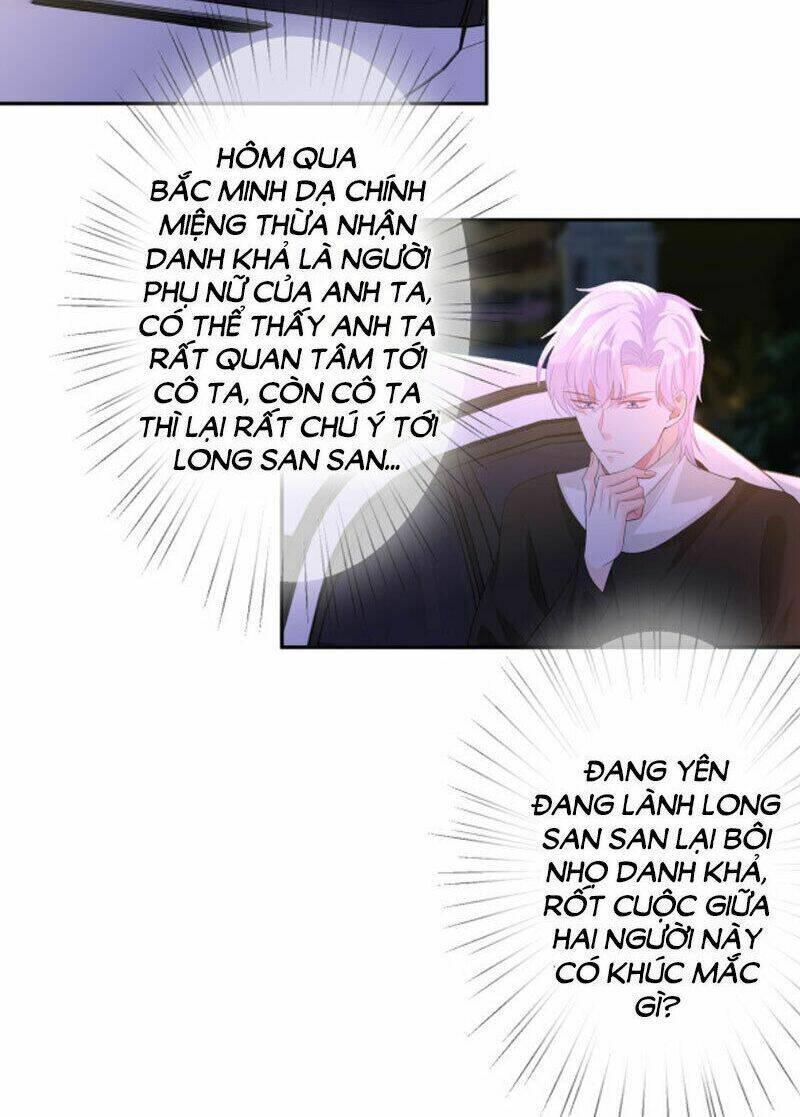 HÔM QUA
BẮC MINH DẠ CHÍNH
MIỆNG THỪA NHẬN
DANH KHẢ LÀ NGƯỜI
PHỤ NỮ CỦA ANH TA,
CÓ THỂ THẤY ANH TA
RẤT QUAN TÂM TỚI
CÔ TA, CÒN CÔ TA
THÌ LẠI RẤT CHÚ Ý TỚI
LONG SAN SAN...
ĐANG YÊN
ĐANG LÀNH LONG
SAN SAN LẠI BÔI
NHỌ DANH KHẢ,
RỐT CUỘC GIỮA
HAI NGƯỜI NÀY
CÓ KHÚC MẮC
GÌ?